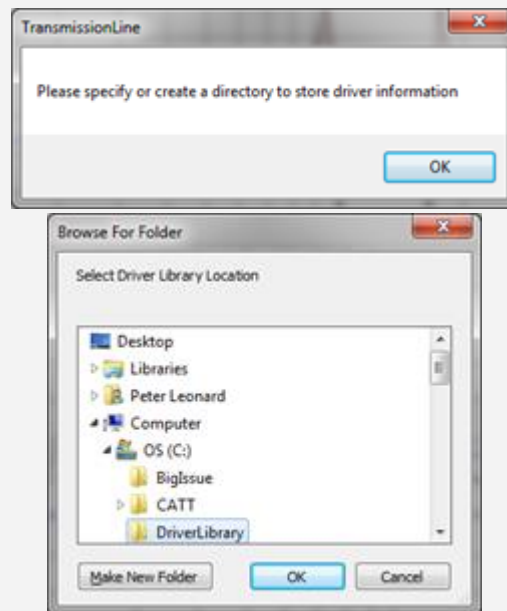 TransmissionLine
Please specify or create a directory to store driver information
OK
Browse For Folder
Select Driver Library Location
Desktop
Libraries
Peter Leonard
Computer
OS (C:)
BigIssue
CATT
DriverLibrary
Make New Folder OK Cancel